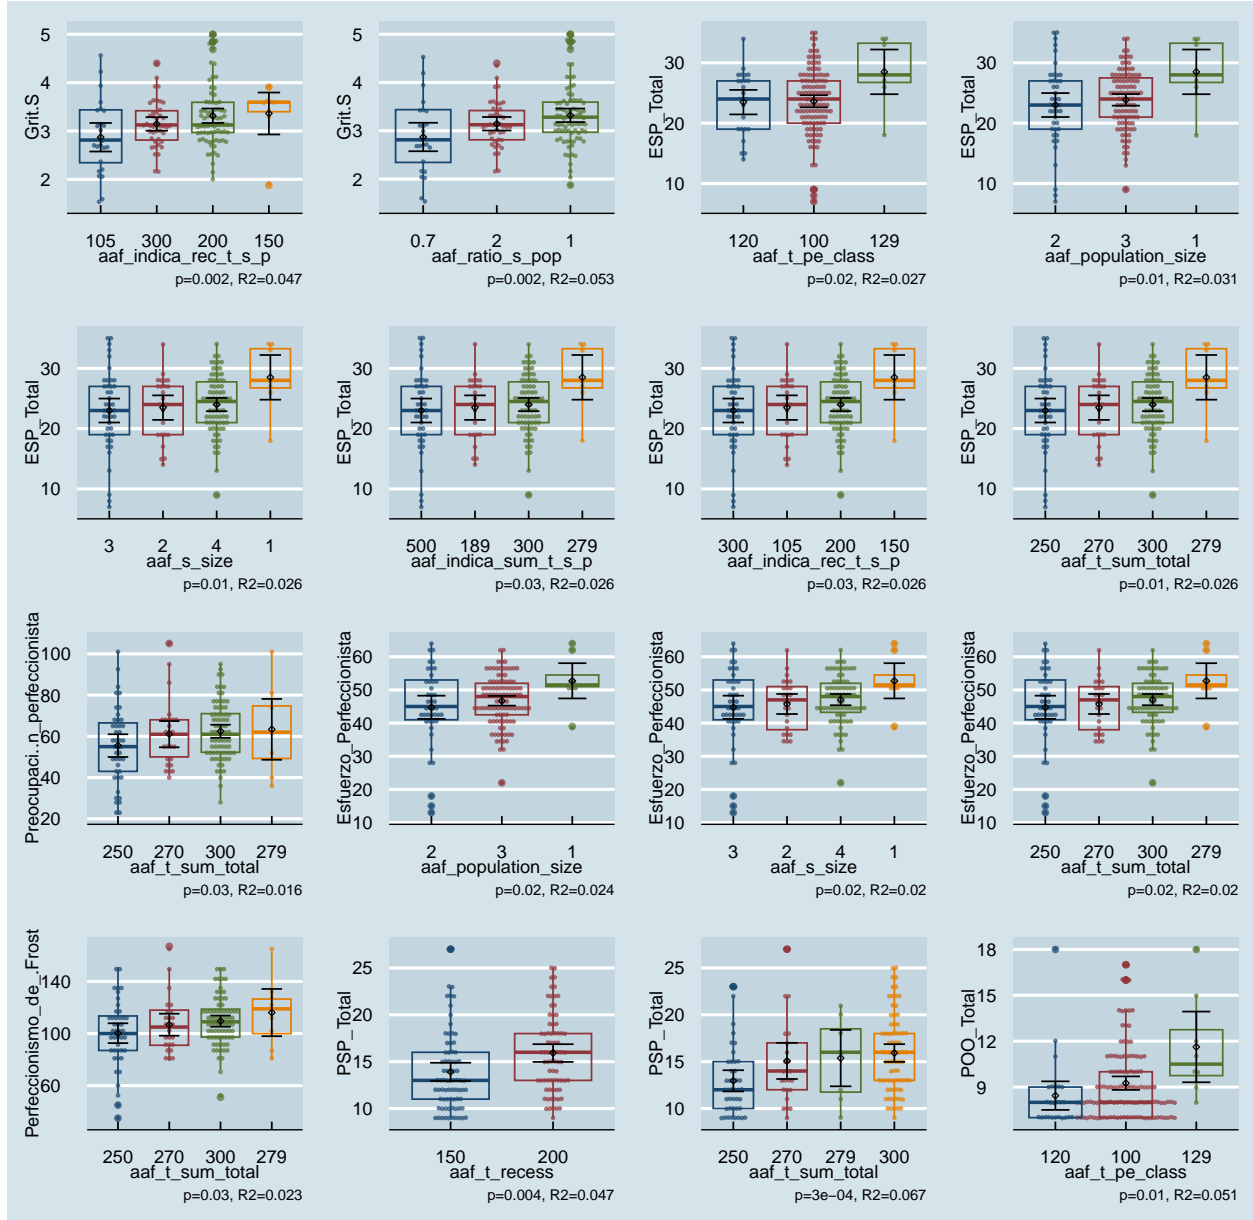 Grit.S
5
4
3
2
105 300 200 150
aaf_indica_rec_t_s_p
p=0.002, R2=0.047
Grit.S
5
4
3
2
0.7 2 1
aaf_ratio_s_pop
p=0.002, R2=0.053
ESP_Total
30
20
10
120 100 129
aaf_t_pe_class
p=0.02, R2=0.027
ESP_Total
30
20
10
2 3 1
aaf_population_size
p=0.01, R2=0.031
ESP_Total
30
20
10
3 2 4 1
aaf_s_size
p=0.01, R2=0.026
ESP_Total
30
20
10
500 189 300 279
aaf_indica_sum_t_s_p
p=0.03, R2=0.026
ESP_Total
30
20
10
300 105 200 150
aaf_indica_rec_t_s_p
p=0.03, R2=0.026
ESP_Total
30
20
10
250 270 300 279
aaf_t_sum_total
p=0.01, R2=0.026
Preocupaci..n_perfeccionista
100
80
60
40
20
250 270 300 279
aaf_t_sum_total
p=0.03, R2=0.016
Esfuerzo_Perfeccionista
60
50
40
30
20
10
2 3 1
aaf_population_size
p=0.02, R2=0.024
Esfuerzo_Perfeccionista
60
50
40
30
20
10
3 2 4 1
aaf_s_size
p=0.02, R2=0.02
Esfuerzo_Perfeccionista
60
50
40
30
20
10
250 270 300 279
aaf_t_sum_total
p=0.02, R2=0.02
Perfeccionismo_de_.Frost
140
100
60
250 270 300 279
aaf_t_sum_total
p=0.03, R2=0.023
PSP_Total
25
20
15
10
150 200
aaf_t_recess
p=0.004, R2=0.047
PSP_Total
25
20
15
10
250 270 279 300
aaf_t_sum_total
p=3e−04, R2=0.067
POO_Total
18
15
12
9
120 100 129
aaf_t_pe_class
p=0.01, R2=0.051